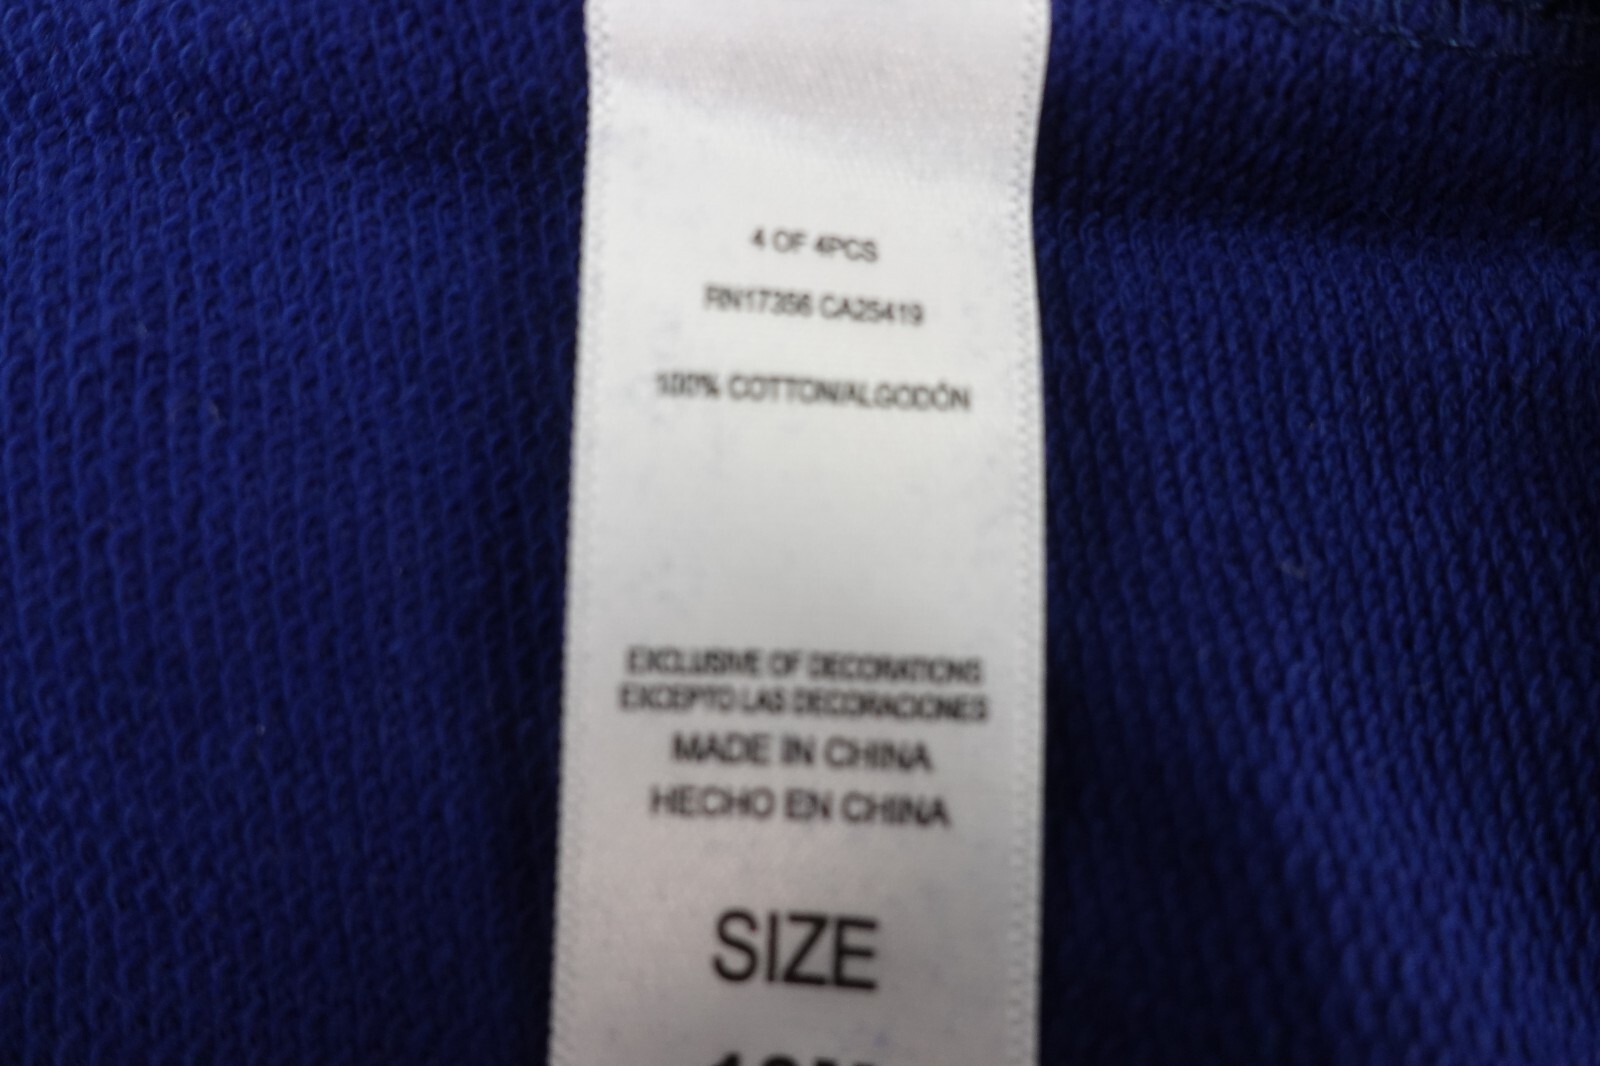 4 OF 4PCS
RN17356 CA25419
100% COTTON/ALGODÓN
EXCLUSIVE OF DECORATIONS
EXCEPTO LAS DECORACIONES
MADE IN CHINA
HECHO EN CHINA
SIZE